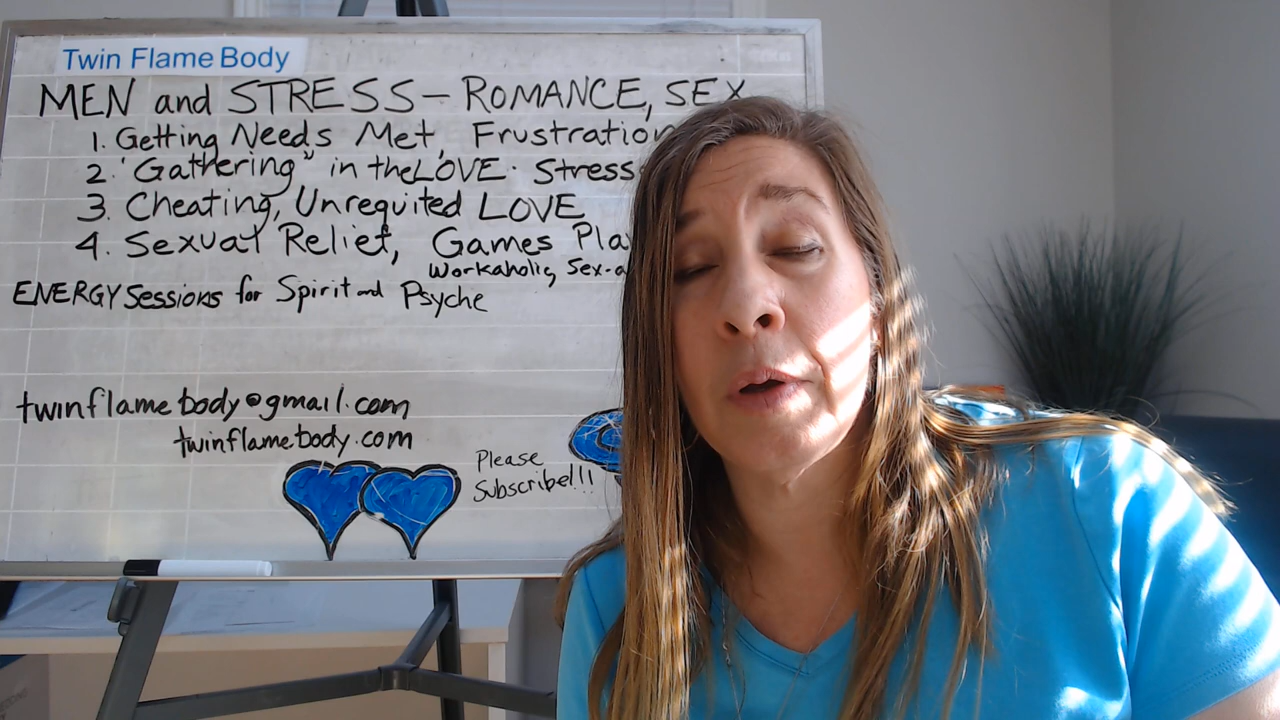 Twin Flame Body
MEN and STRESS - ROMANCE, SEX
1. Getting Needs Met, Frustration
2. "Gathering" in the LOVE. Stress
3. Cheating, Unrequited LOVE
4. Sexual Relief, Games
Workaholic,
ENERGY Sessions for Spirit and Psyche
twinflamebody@gmail.com
twinflamebody.com
Please
Subscribe!!!